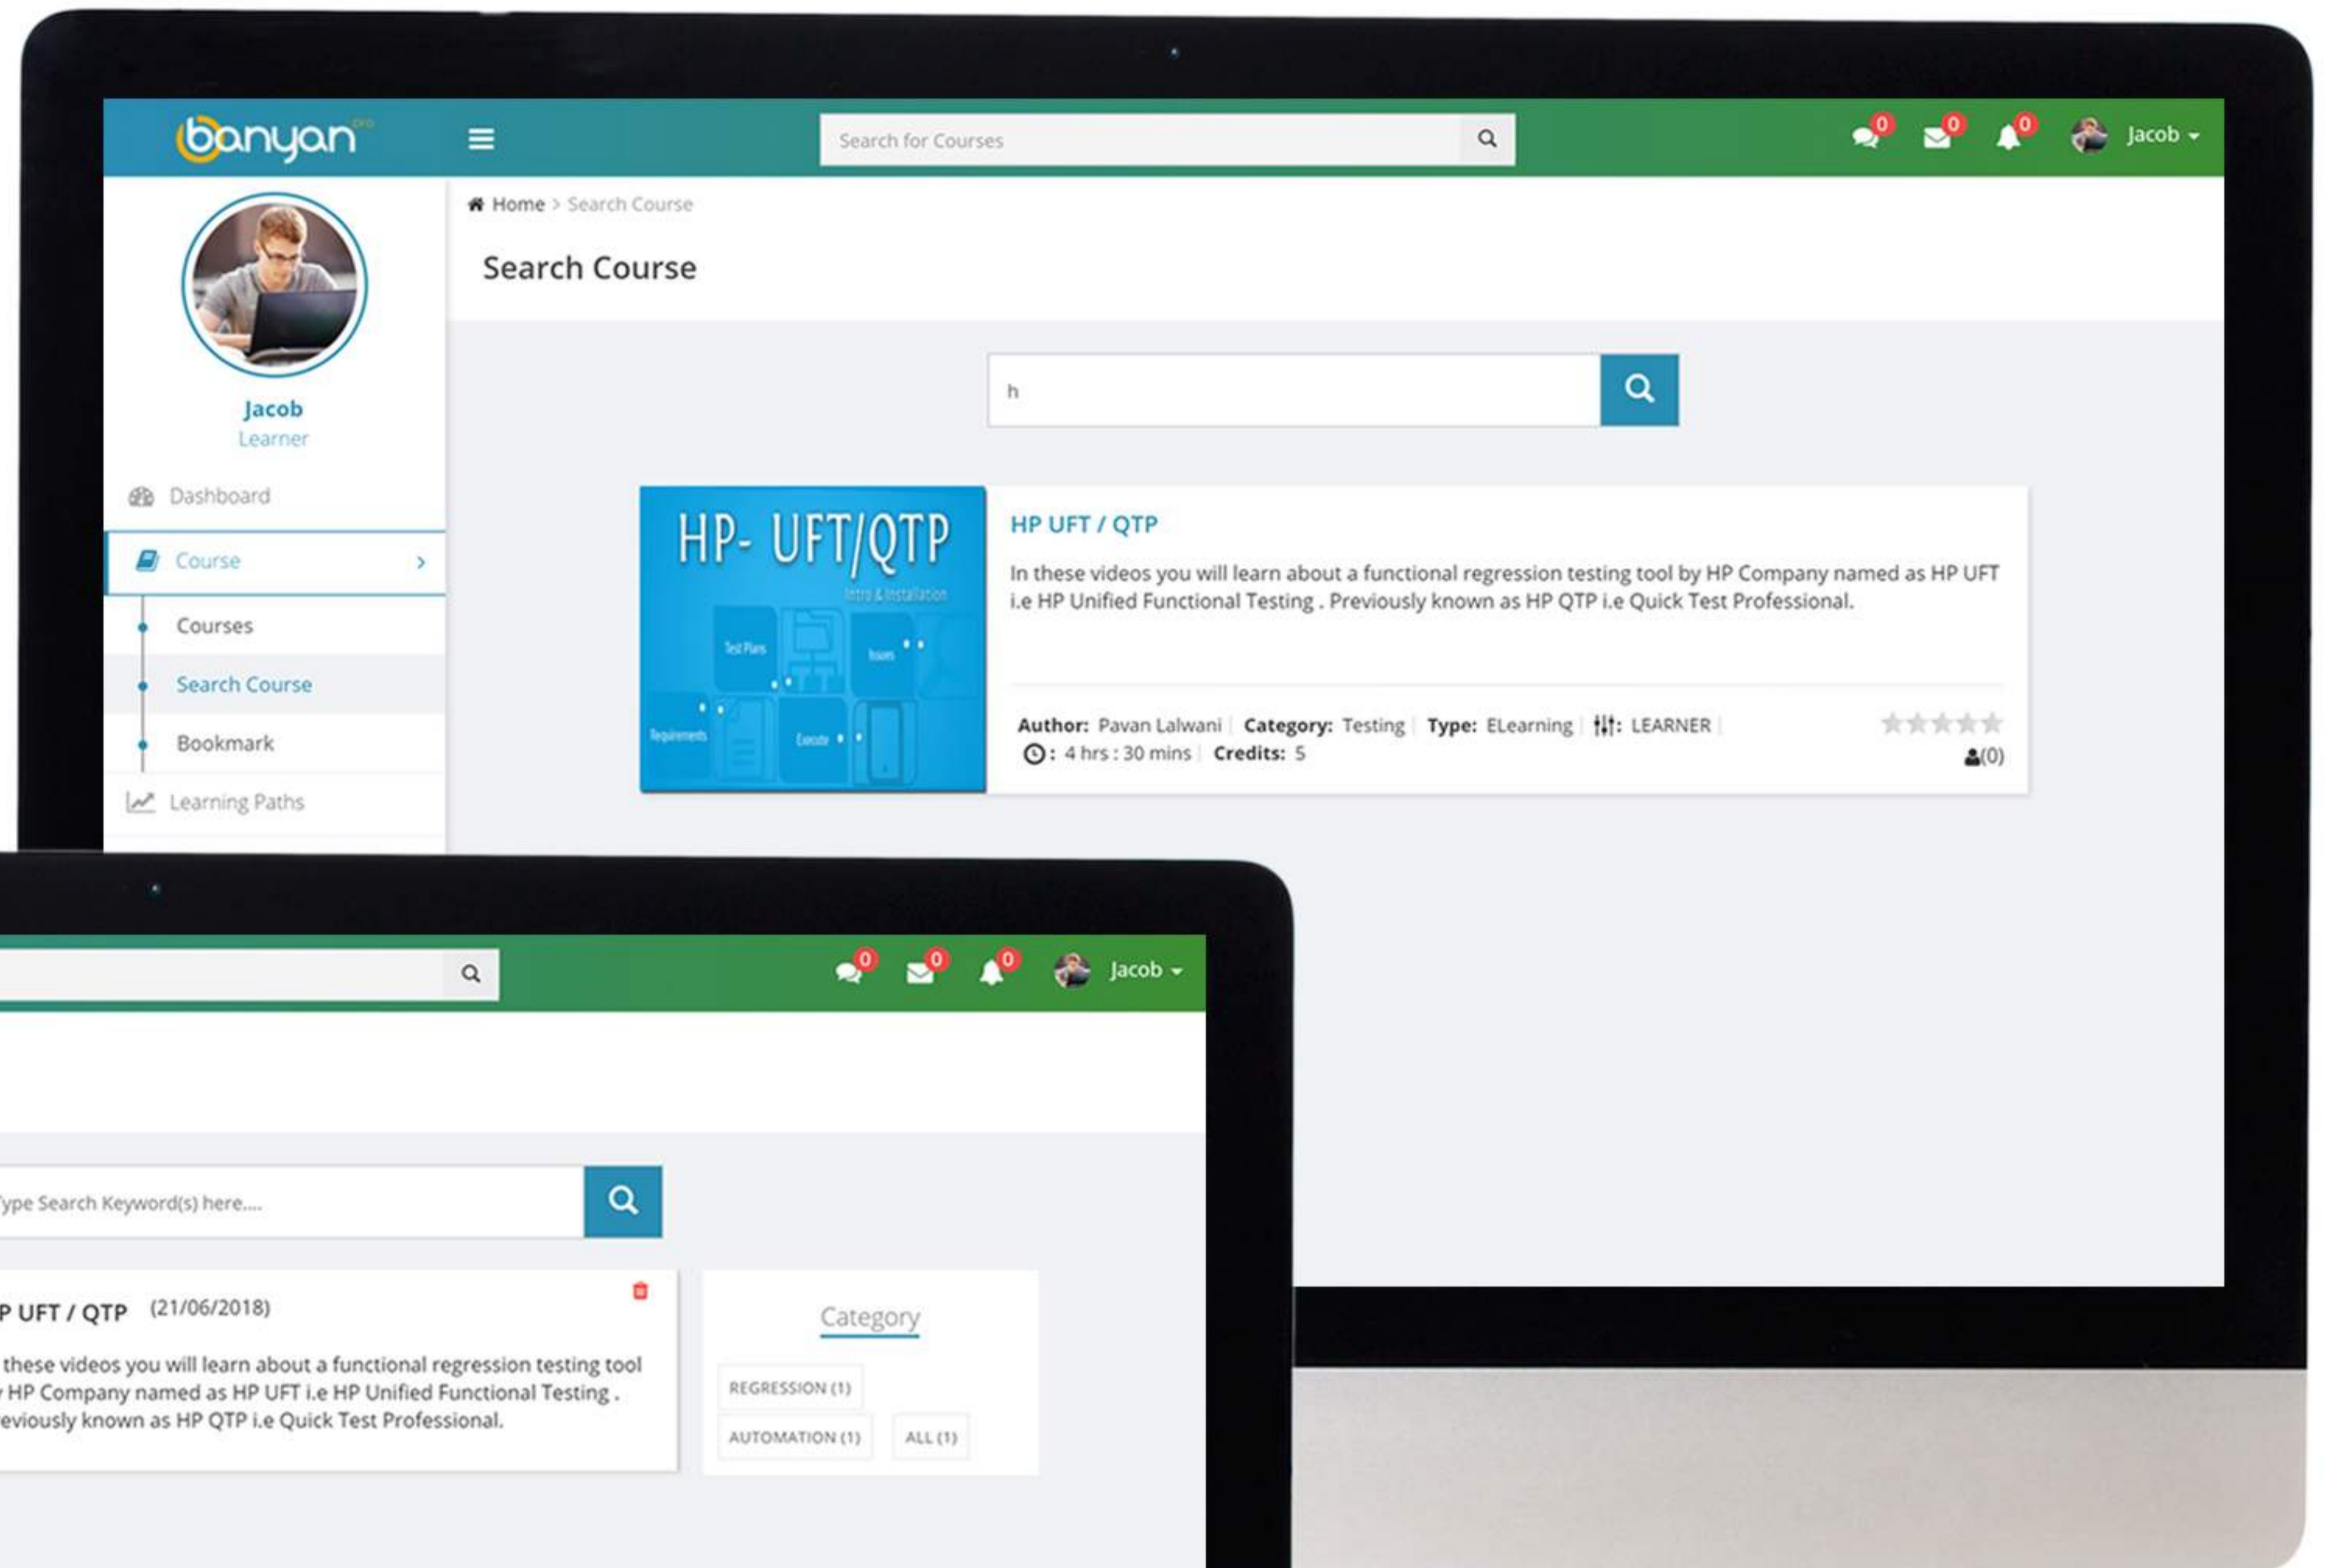 banyan pro
Search for Courses
0 0 0 Jacob
Home > Search Course
Search Course
Jacob
Learner
Dashboard
Course
Courses
Search Course
Bookmark
Learning Paths
h
HP- UFT/QTP
Intro & Installation
Test Plans
Issues
Requirements
Execute
HP UFT / QTP
In these videos you will learn about a functional regression testing tool by HP Company named as HP UFT
i.e HP Unified Functional Testing . Previously known as HP QTP i.e Quick Test Professional.
Author: Pavan Lalwani | Category: Testing | Type: ELearning | : LEARNER |
: 4 hrs : 30 mins | Credits: 5
(0)
0 0 0 Jacob
ype Search Keyword(s) here....
P UFT / QTP (21/06/2018)
these videos you will learn about a functional regression testing tool
HP Company named as HP UFT i.e HP Unified Functional Testing .
eviously known as HP QTP i.e Quick Test Professional.
Category
REGRESSION (1)
AUTOMATION (1) ALL (1)